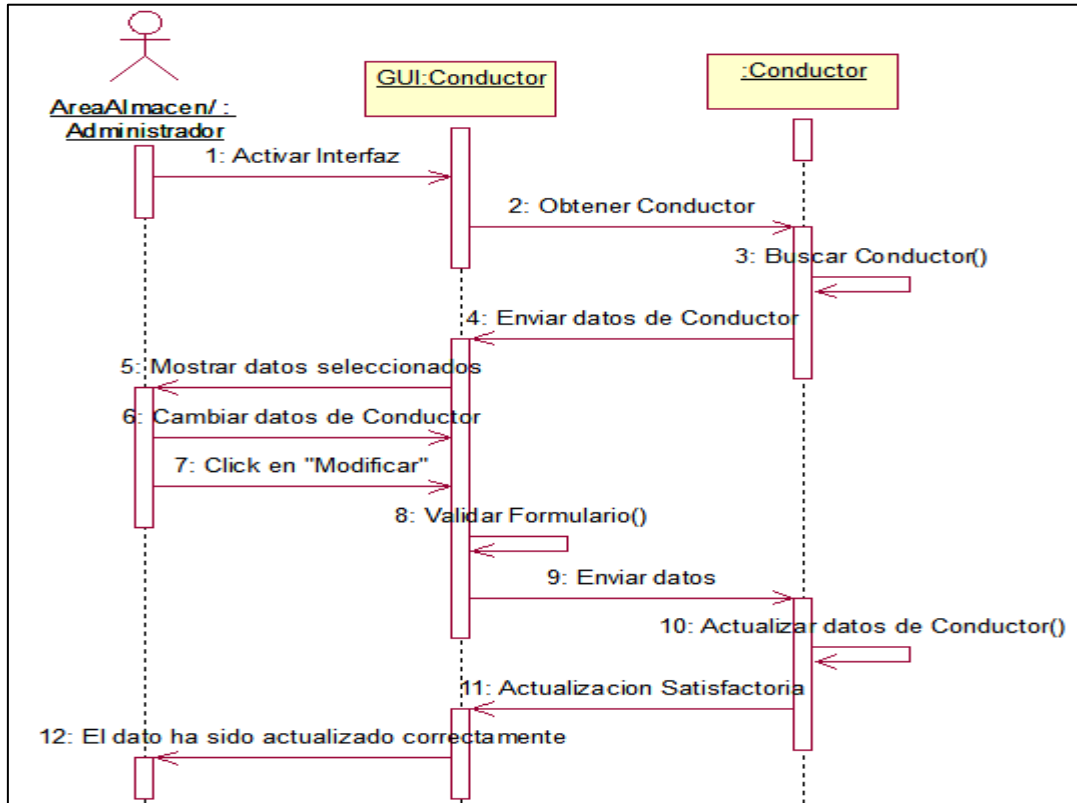 AreaAlmacen/ :
Administrador
GUI:Conductor
:Conductor
1: Activar Interfaz
2: Obtener Conductor
3: Buscar Conductor()
4: Enviar datos de Conductor
5: Mostrar datos seleccionados
6: Cambiar datos de Conductor
7: Click en "Modificar"
8: Validar Formulario()
9: Enviar datos
10: Actualizar datos de Conductor()
11: Actualizacion Satisfactoria
12: El dato ha sido actualizado correctamente